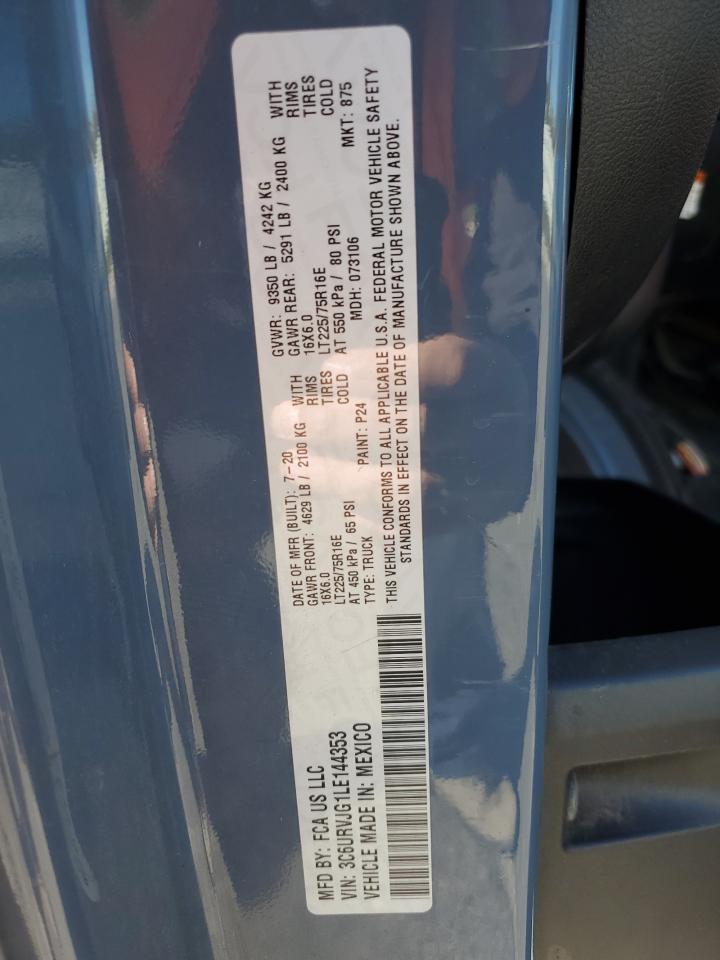 MFD BY: FCA US LLC
VIN: 3C6URVJG1LE144353
VEHICLE MADE IN: MEXICO
DATE OF MFR (BUILT): 7-20
GAWR FRONT: 4629 LB / 2100 KG WITH
16X6.0 RIMS
LT225/75R16E TIRES
AT 450 kPa / 65 PSI COLD
TYPE: TRUCK PAINT: P24
GVWR: 9350 LB / 4242 KG
GAWR REAR: 5291 LB / 2400 KG WITH
16X6.0 RIMS
LT225/75R16E TIRES
AT 550 kPa / 80 PSI COLD
MDH: 073106 MKT: 875
THIS VEHICLE CONFORMS TO ALL APPLICABLE U.S.A. FEDERAL MOTOR VEHICLE SAFETY
STANDARDS IN EFFECT ON THE DATE OF MANUFACTURE SHOWN ABOVE.